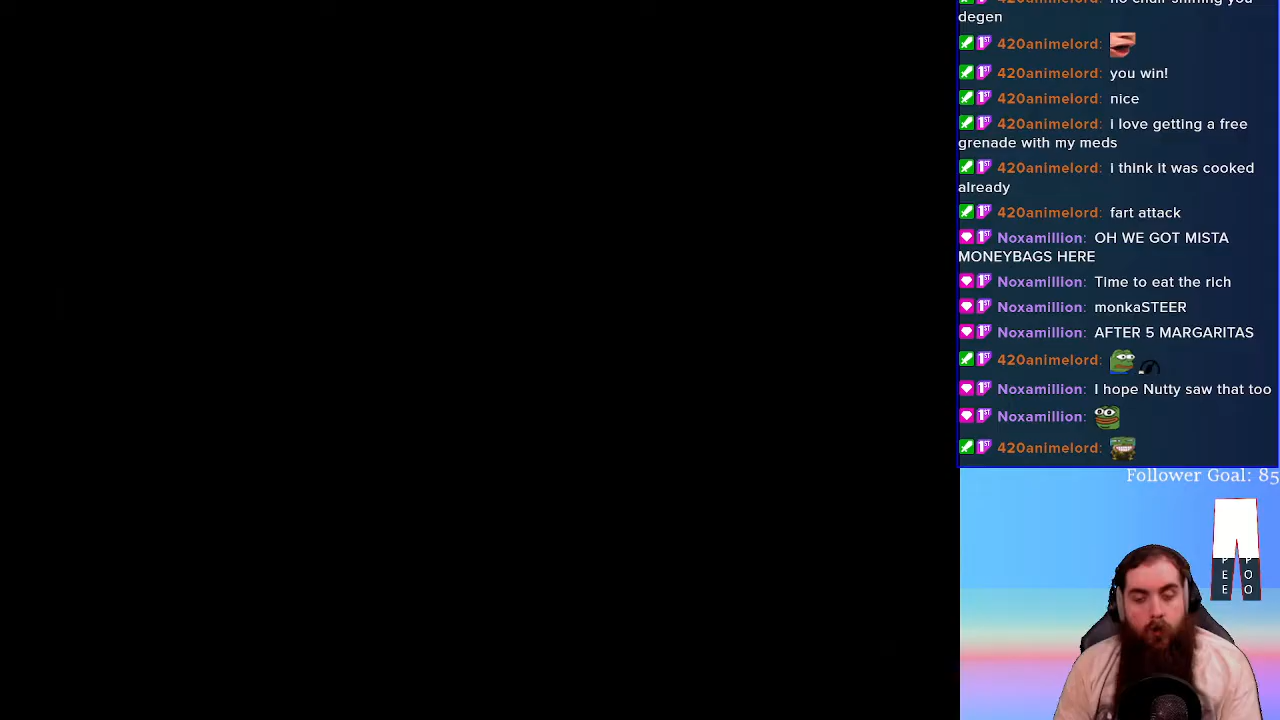 degen
420animelord:
420animelord: you win!
420animelord: nice
420animelord: i love getting a free
grenade with my meds
420animelord: i think it was cooked
already
420animelord: fart attack
Noxamillion: OH WE GOT MISTA
MONEYBAGS HERE
Noxamillion: Time to eat the rich
Noxamillion: monkaSTEER
Noxamillion: AFTER 5 MARGARITAS
420animelord:
Noxamillion: I hope Nutty saw that too
Noxamillion:
420animelord:
Follower Goal: 85
P P
E O
E O